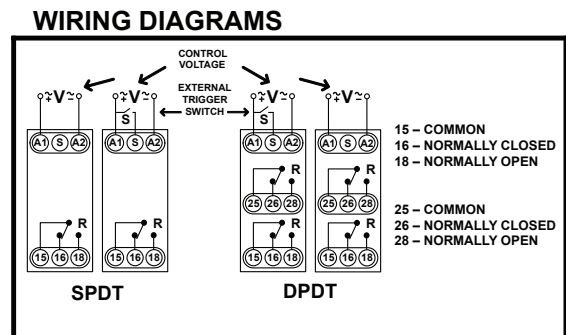 WIRING DIAGRAMS
CONTROL
VOLTAGE
EXTERNAL
TRIGGER
SWITCH
+~V~- +~V~- +~V~- +~V~-
S S
A1 S A2 A1 S A2 A1 S A2 A1 S A2
R R
25 26 28 25 26 28
R R R R
15 16 18 15 16 18 15 16 18 15 16 18
SPDT DPDT
15 – COMMON
16 – NORMALLY CLOSED
18 – NORMALLY OPEN
25 – COMMON
26 – NORMALLY CLOSED
28 – NORMALLY OPEN